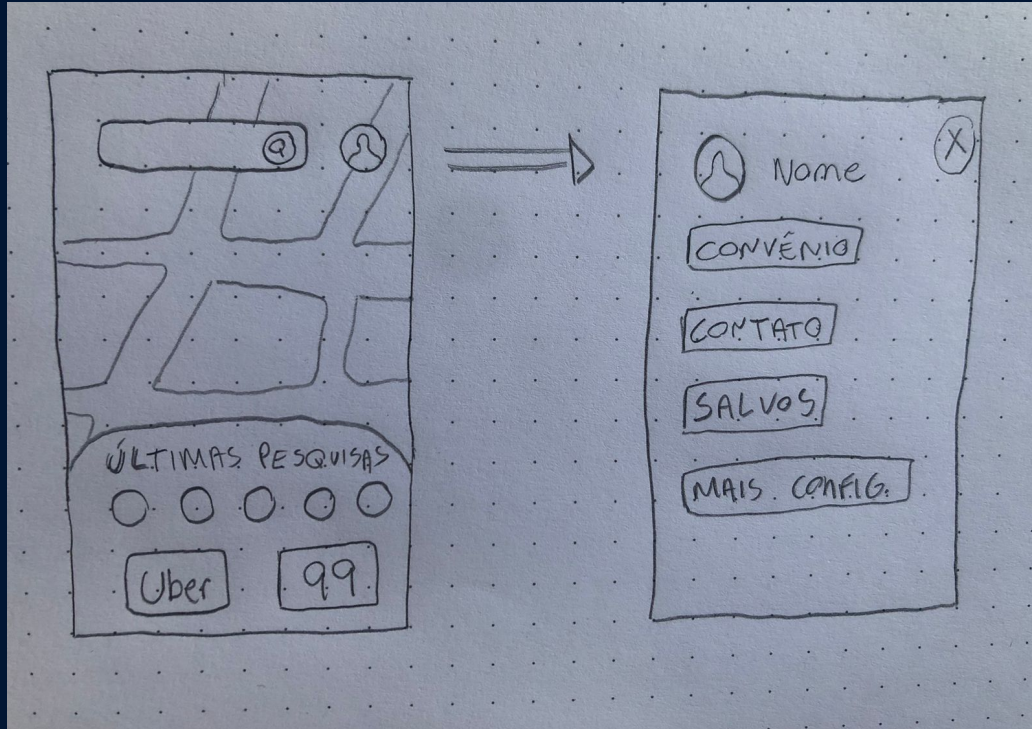 ÚLTIMAS PESQUISAS
Uber
99
X
Nome
CONVÊNIO
CONTATO
SALVOS
MAIS CONFIG.